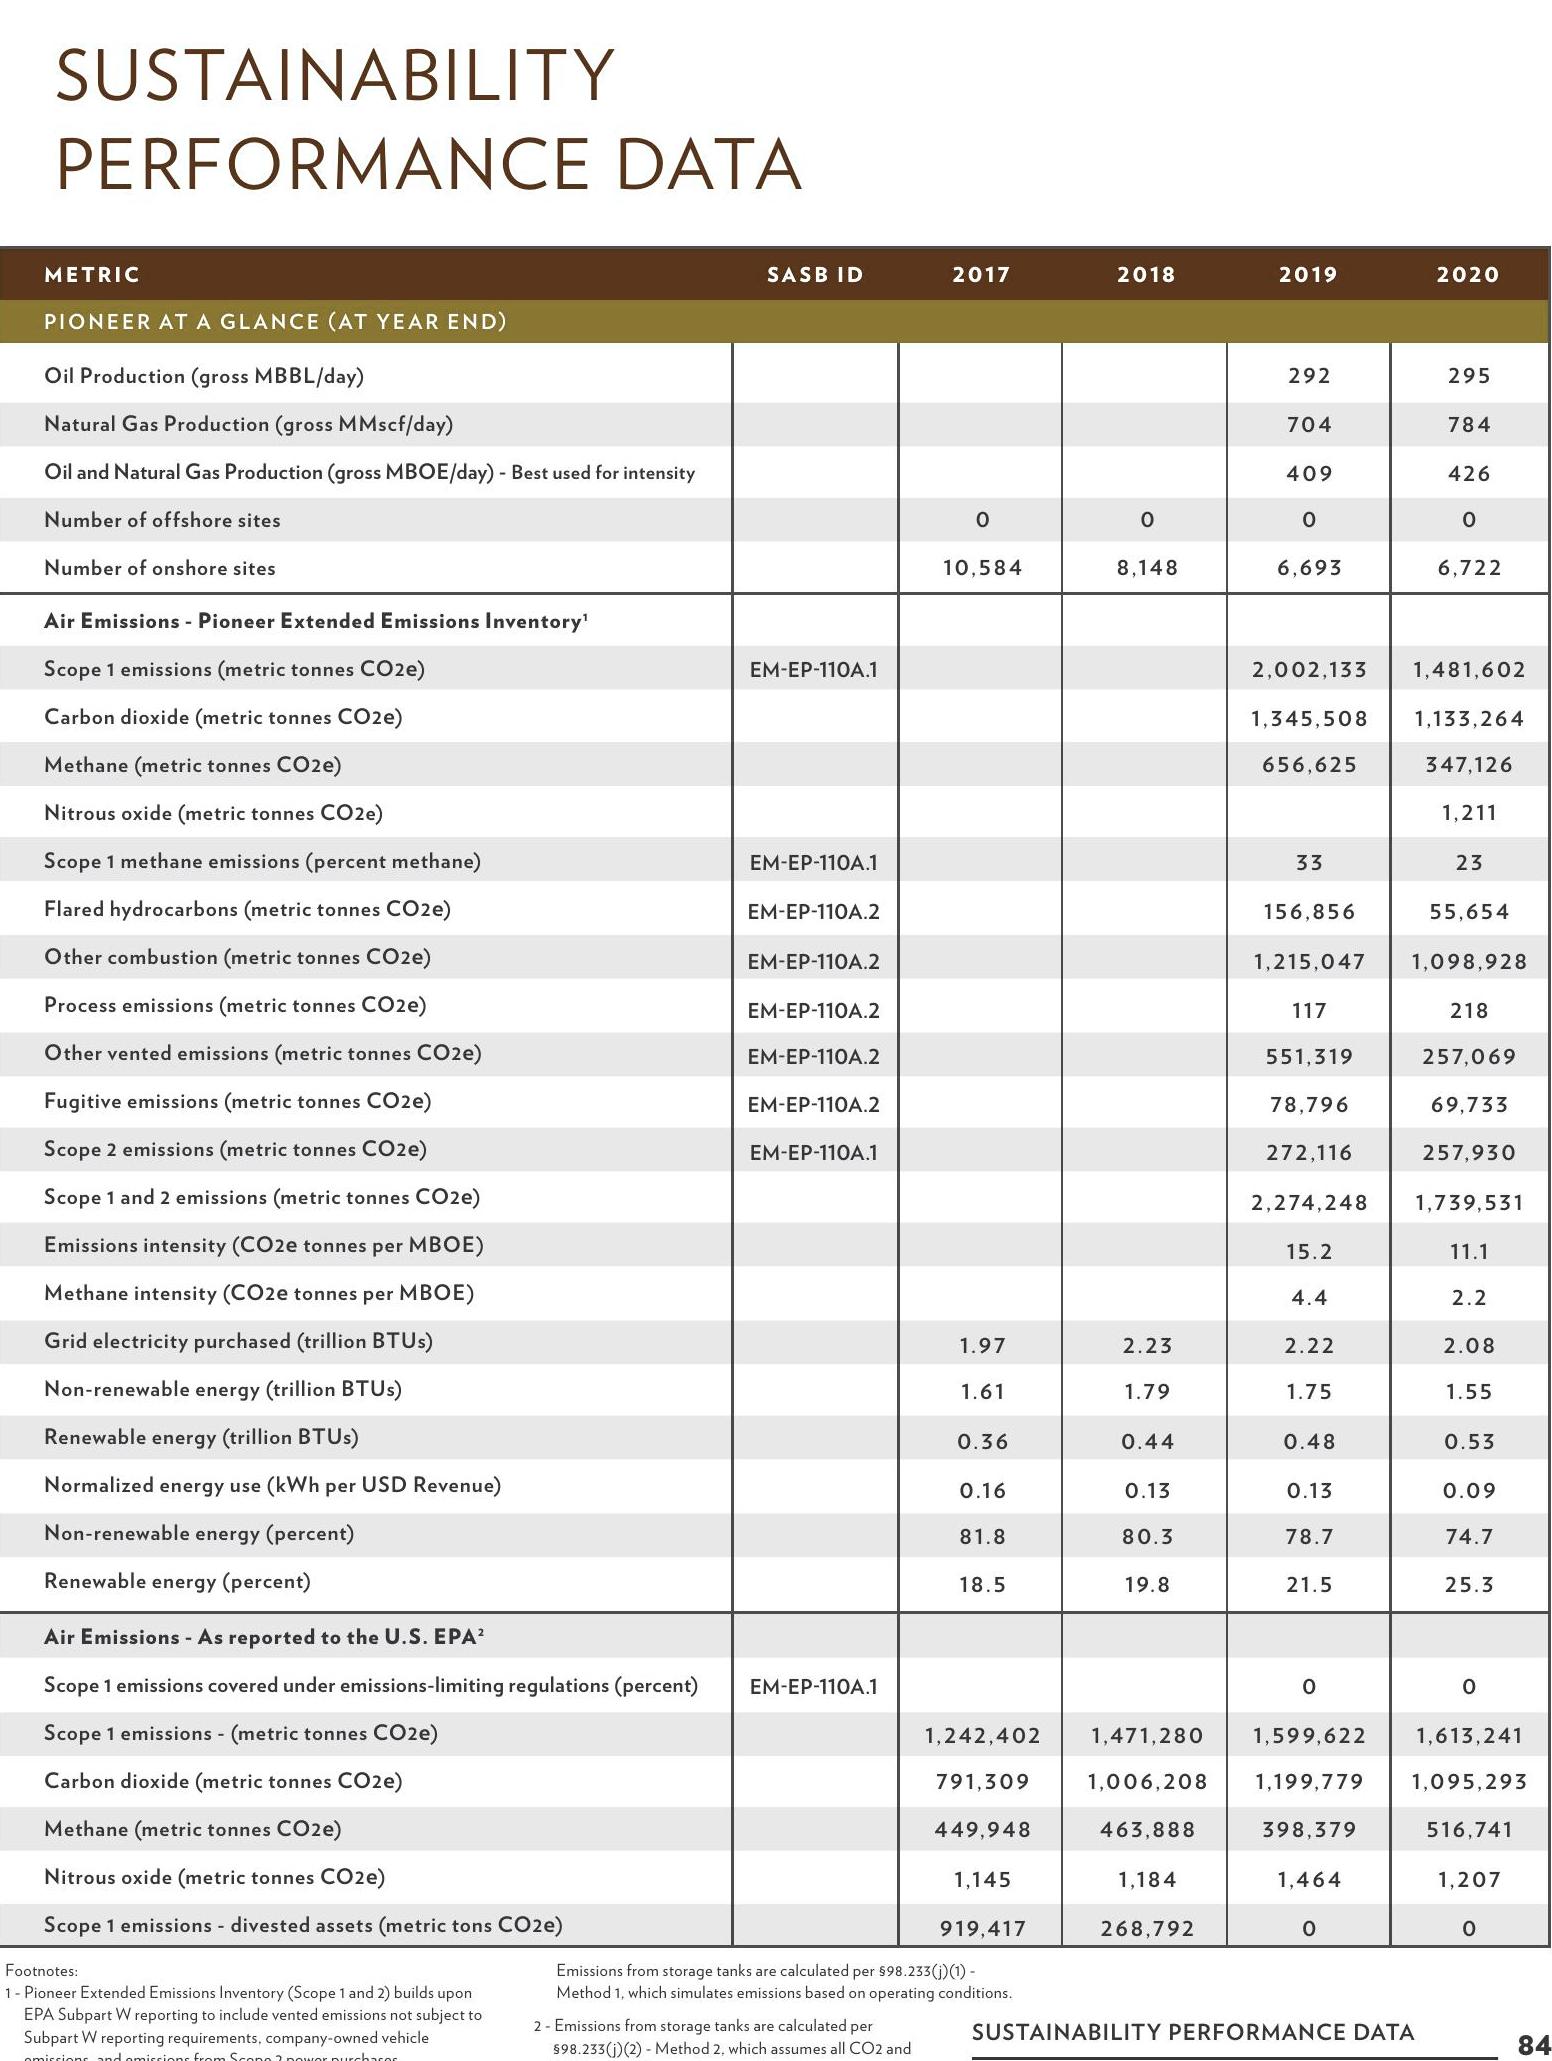 SUSTAINABILITY
PERFORMANCE DATA
METRIC SASB ID 2017 2018 2019 2020
PIONEER AT A GLANCE (AT YEAR END)
Oil Production (gross MBBL/day) 292 295
Natural Gas Production (gross MMscf/day) 704 784
Oil and Natural Gas Production (gross MBOE/day) - Best used for intensity 409 426
Number of offshore sites 0 0 0 0
Number of onshore sites 10,584 8,148 6,693 6,722
Air Emissions - Pioneer Extended Emissions Inventory¹
Scope 1 emissions (metric tonnes CO2e) EM-EP-110A.1 2,002,133 1,481,602
Carbon dioxide (metric tonnes CO2e) 1,345,508 1,133,264
Methane (metric tonnes CO2e) 656,625 347,126
Nitrous oxide (metric tonnes CO2e) 1,211
Scope 1 methane emissions (percent methane) EM-EP-110A.1 33 23
Flared hydrocarbons (metric tonnes CO2e) EM-EP-110A.2 156,856 55,654
Other combustion (metric tonnes CO2e) EM-EP-110A.2 1,215,047 1,098,928
Process emissions (metric tonnes CO2e) EM-EP-110A.2 117 218
Other vented emissions (metric tonnes CO2e) EM-EP-110A.2 551,319 257,069
Fugitive emissions (metric tonnes CO2e) EM-EP-110A.2 78,796 69,733
Scope 2 emissions (metric tonnes CO2e) EM-EP-110A.1 272,116 257,930
Scope 1 and 2 emissions (metric tonnes CO2e) 2,274,248 1,739,531
Emissions intensity (CO2e tonnes per MBOE) 15.2 11.1
Methane intensity (CO2e tonnes per MBOE) 4.4 2.2
Grid electricity purchased (trillion BTUs) 1.97 2.23 2.22 2.08
Non-renewable energy (trillion BTUs) 1.61 1.79 1.75 1.55
Renewable energy (trillion BTUs) 0.36 0.44 0.48 0.53
Normalized energy use (kWh per USD Revenue) 0.16 0.13 0.13 0.09
Non-renewable energy (percent) 81.8 80.3 78.7 74.7
Renewable energy (percent) 18.5 19.8 21.5 25.3
Air Emissions - As reported to the U.S. EPA²
Scope 1 emissions covered under emissions-limiting regulations (percent) EM-EP-110A.1 0 0
Scope 1 emissions - (metric tonnes CO2e) 1,242,402 1,471,280 1,599,622 1,613,241
Carbon dioxide (metric tonnes CO2e) 791,309 1,006,208 1,199,779 1,095,293
Methane (metric tonnes CO2e) 449,948 463,888 398,379 516,741
Nitrous oxide (metric tonnes CO2e) 1,145 1,184 1,464 1,207
Scope 1 emissions - divested assets (metric tons CO2e) 919,417 268,792 0 0
Footnotes:
1 - Pioneer Extended Emissions Inventory (Scope 1 and 2) builds upon
EPA Subpart W reporting to include vented emissions not subject to
Subpart W reporting requirements, company-owned vehicle
emissions, and emissions from Scope 2 power purchases.
Emissions from storage tanks are calculated per §98.233(j)(1) -
Method 1, which simulates emissions based on operating conditions.
2 - Emissions from storage tanks are calculated per
§98.233(j)(2) - Method 2, which assumes all CO2 and
SUSTAINABILITY PERFORMANCE DATA 84